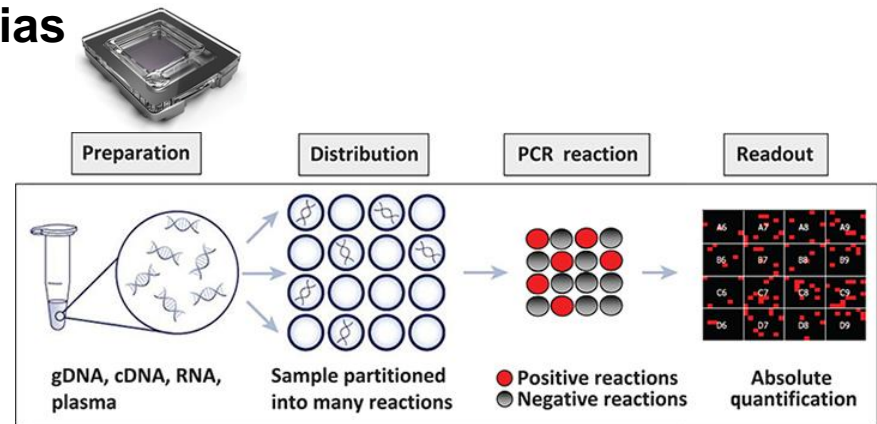 ias
Preparation
Distribution
PCR reaction
Readout
A6 A7 A8 A9
B6 B7 B8 B9
C6 C7 C8 C9
D6 D7 D8 D9
gDNA, cDNA, RNA,
plasma
Sample partitioned
into many reactions
Positive reactions
Negative reactions
Absolute
quantification